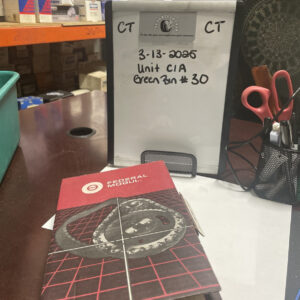 CT CT
3-13-2025
Unit C1A
Green Bin # 30
FEDERAL
MOGUL